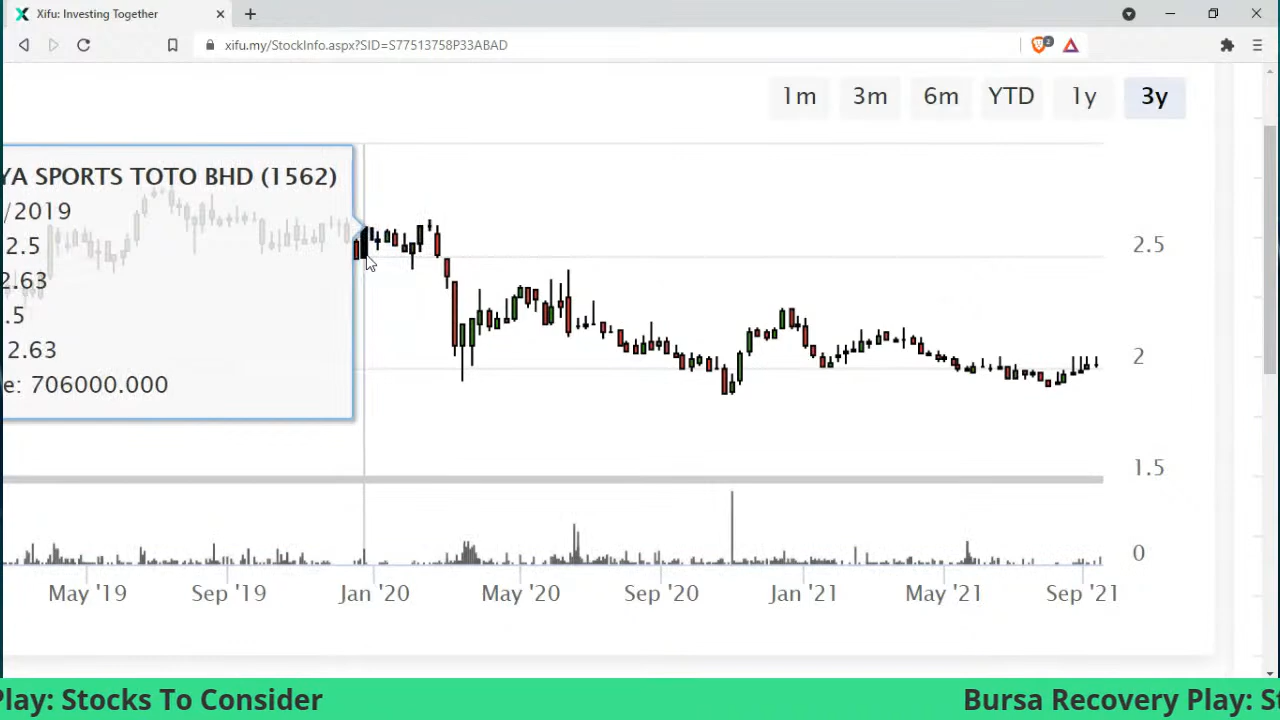 Xifu: Investing Together
xifu.my/StockInfo.aspx?SID=S77513758P33ABAD
2
1m 3m 6m YTD 1y 3y
YA SPORTS TOTO BHD (1562)
/2019
2.5
2.63
.5
2.63
e: 706000.000
2.5
2
1.5
0
May '19 Sep '19 Jan '20 May '20 Sep '20 Jan '21 May '21 Sep '21
Play: Stocks To Consider Bursa Recovery Play: St